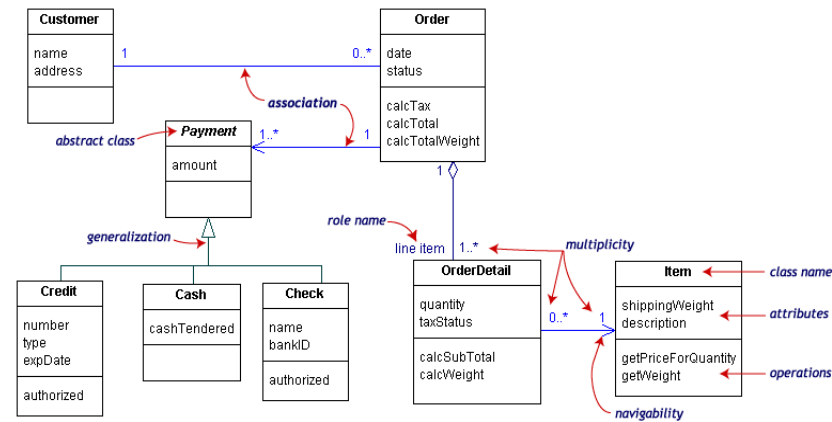 Customer
name
address
1
0..*
Order
date
status
calcTax
calcTotal
calcTotalWeight
association
abstract class
Payment
amount
1..*
1
generalization
1
role name
line item
1..*
multiplicity
Credit
number
type
expDate
authorized
Cash
cashTendered
Check
name
bankID
authorized
OrderDetail
quantity
taxStatus
calcSubTotal
calcWeight
0..*
1
Item
shippingWeight
description
getPriceForQuantity
getWeight
class name
attributes
operations
navigability